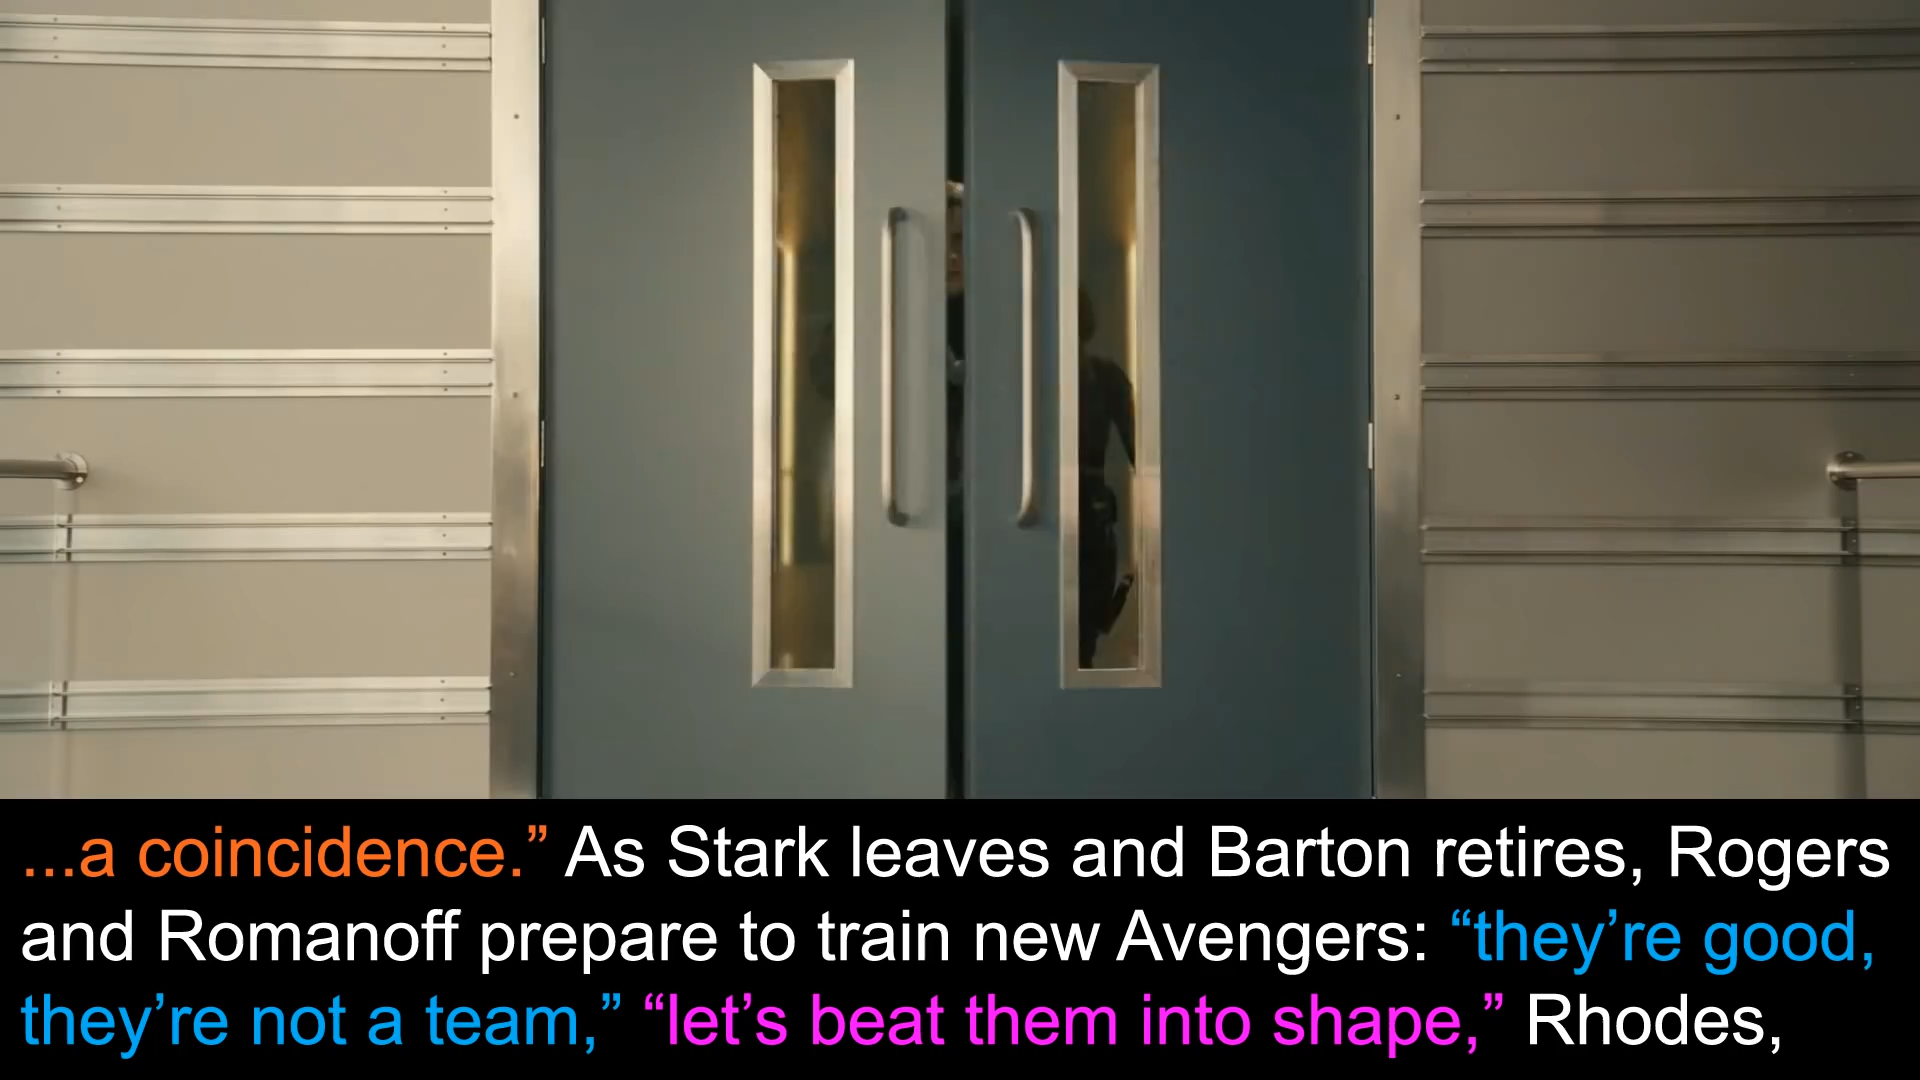 ...a coincidence.” As Stark leaves and Barton retires, Rogers
and Romanoff prepare to train new Avengers: “they’re good,
they’re not a team,” “let’s beat them into shape,” Rhodes,